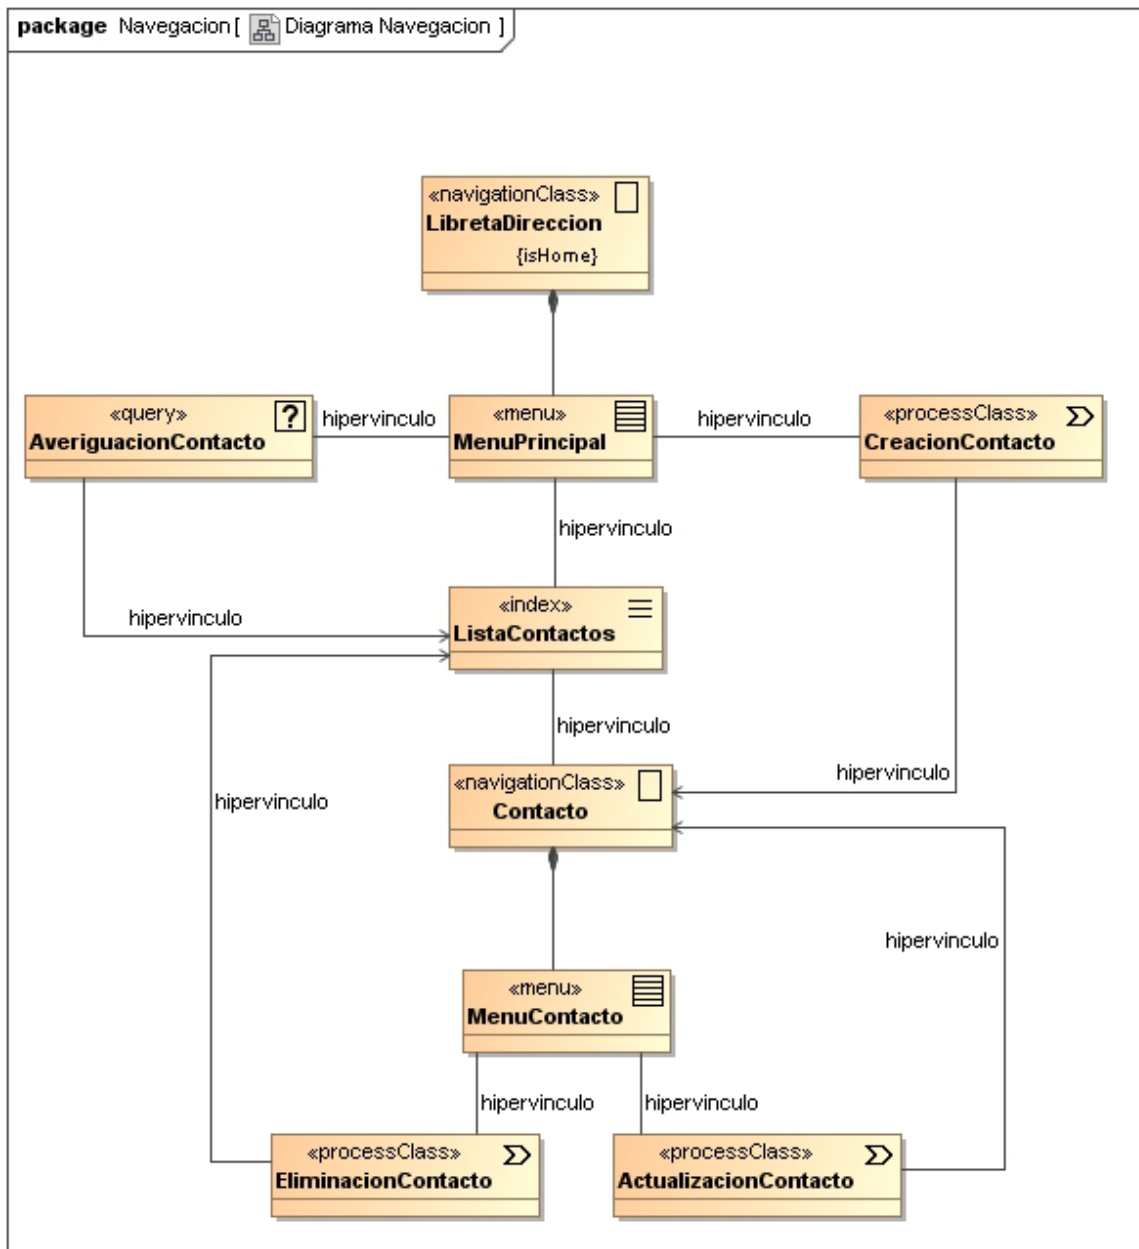 package Navegacion [ Diagrama Navegacion ]
«navigationClass»
LibretaDireccion
{isHome}
«query»
AveriguacionContacto
?
hipervinculo
«menu»
MenuPrincipal
hipervinculo
«processClass»
CreacionContacto
hipervinculo
«index»
ListaContactos
hipervinculo
hipervinculo
«navigationClass»
Contacto
hipervinculo
hipervinculo
hipervinculo
«menu»
MenuContacto
hipervinculo
hipervinculo
«processClass»
EliminacionContacto
«processClass»
ActualizacionContacto